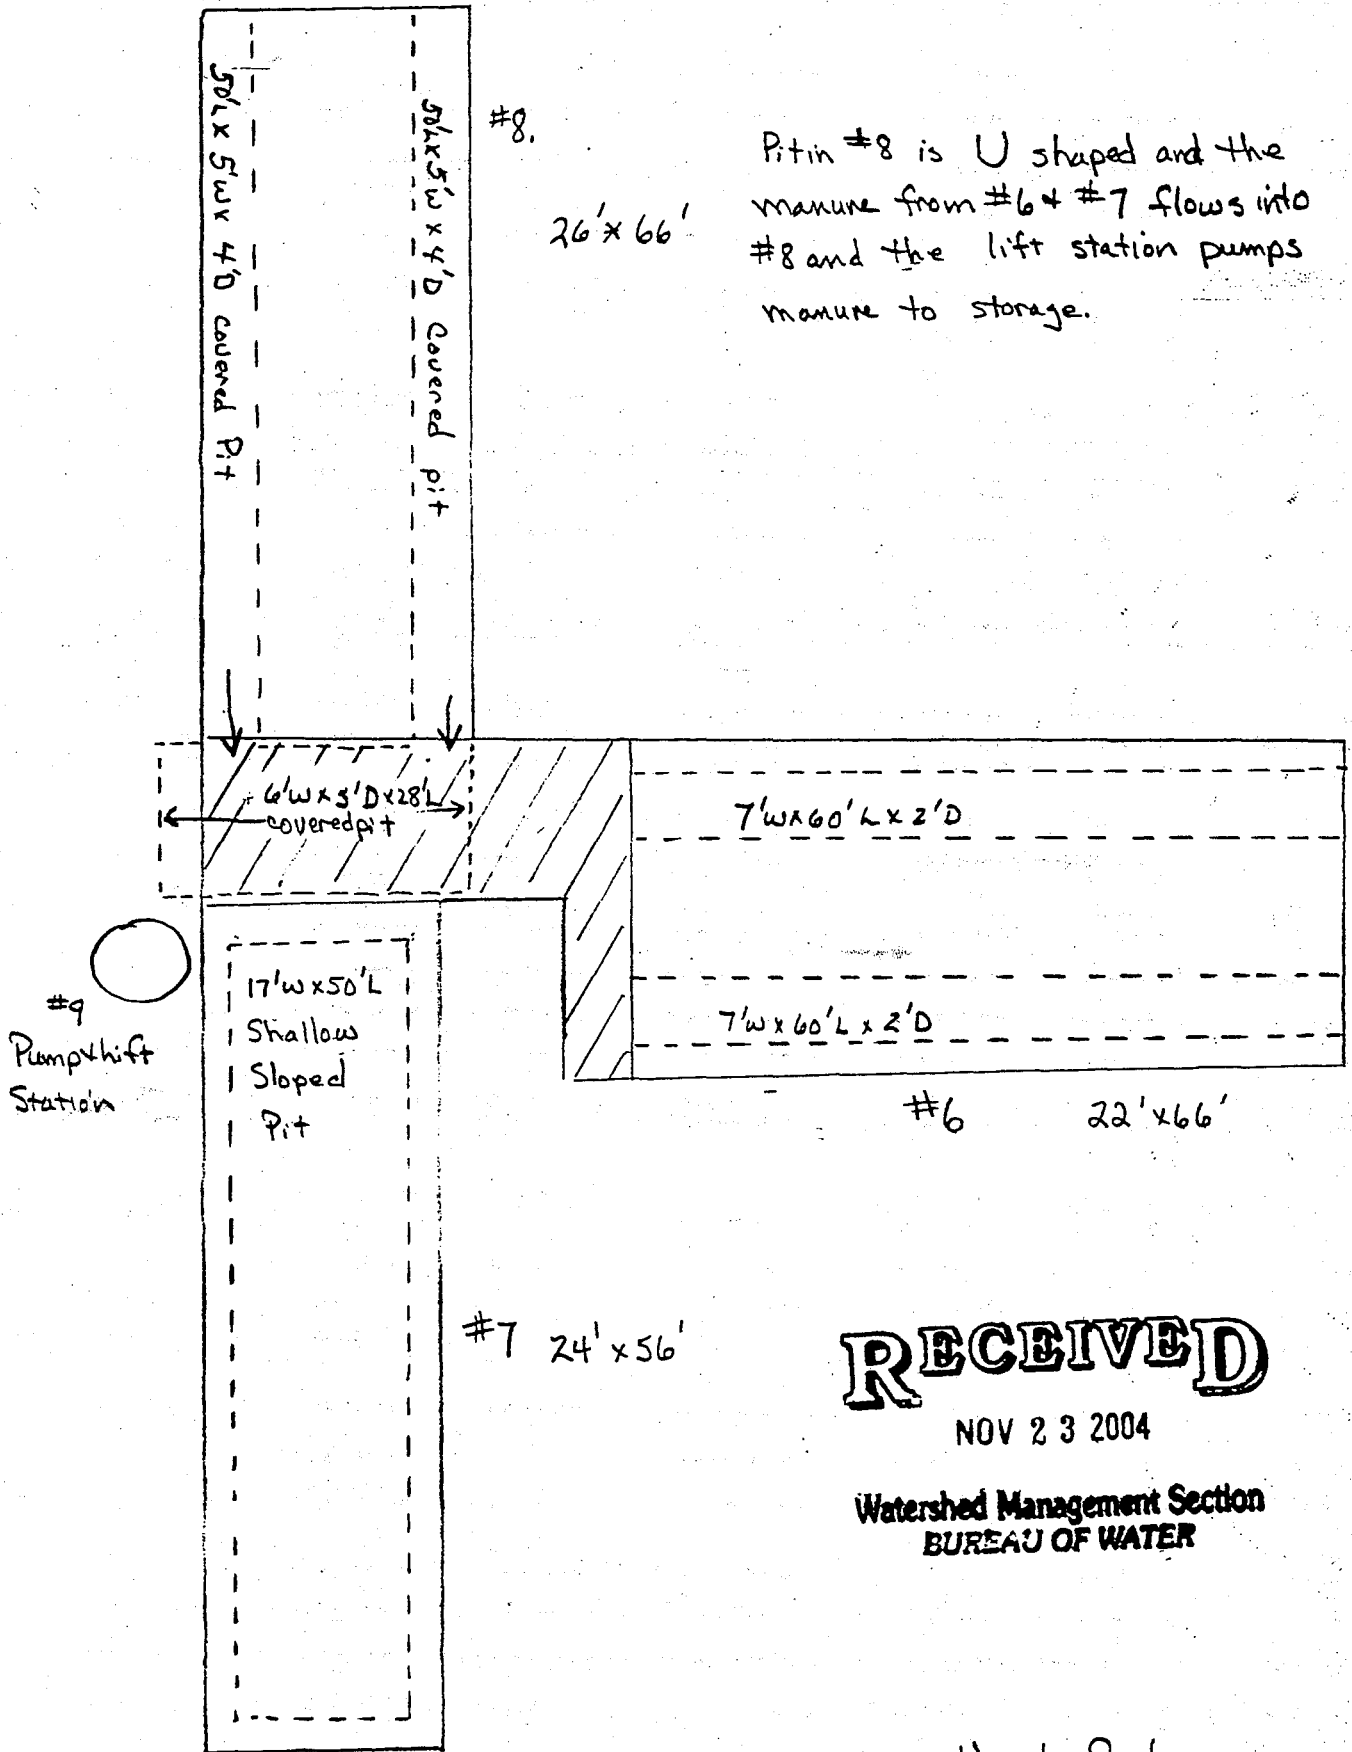 50'L x 5'W x 4'D covered Pit
50'L x 5'W x 4'D Covered pit
#8.
26' x 66'
Pit in #8 is U shaped and the
manure from #6 & #7 flows into
#8 and the lift station pumps
manure to storage.
6'W x 5'D x 28'L
covered pit
7'W x 60'L x 2'D
7'W x 60'L x 2'D
#6 22' x 66'
#9
Pump & Lift
Station
17'W x 50'L
Shallow
Sloped
Pit
#7 24' x 56'
RECEIVED
NOV 23 2004
Watershed Management Section
BUREAU OF WATER